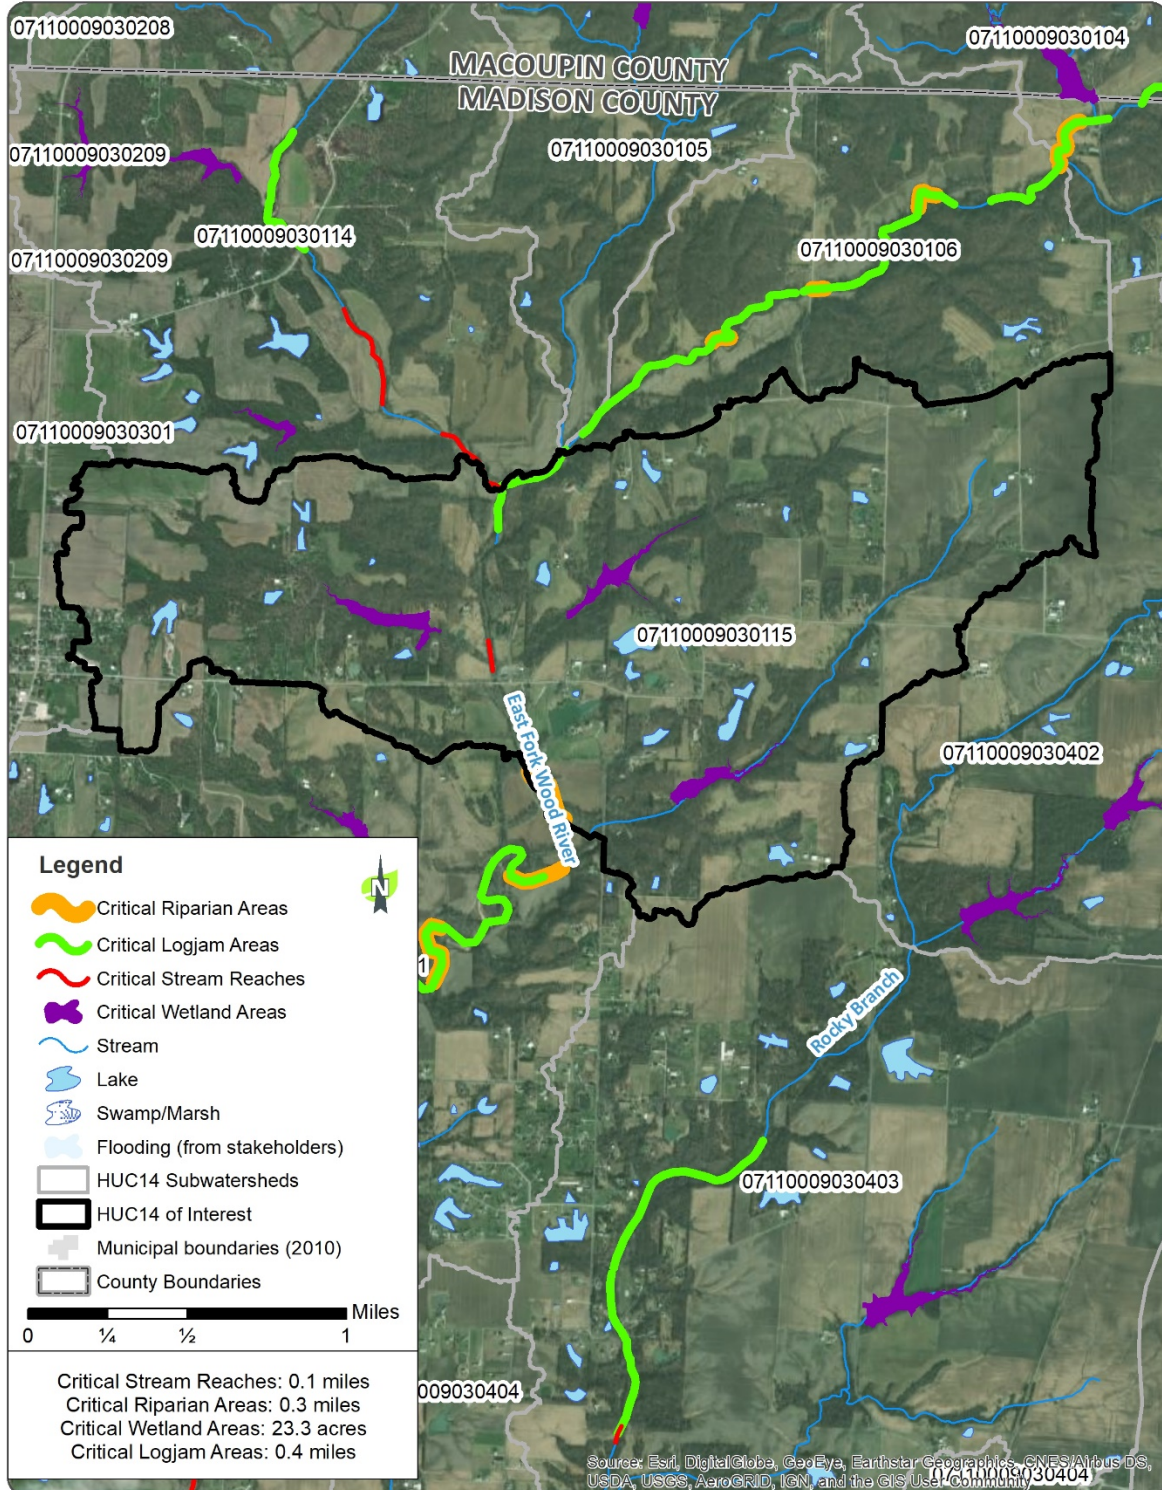 07110009030208
07110009030104
MACOUPIN COUNTY
MADISON COUNTY
07110009030209
07110009030105
07110009030114
07110009030106
07110009030209
07110009030301
07110009030115
East Fork Wood River
07110009030402
1
Rocky Branch
07110009030403
009030404
07110009030404
Legend
N
Critical Riparian Areas
Critical Logjam Areas
Critical Stream Reaches
Critical Wetland Areas
Stream
Lake
Swamp/Marsh
Flooding (from stakeholders)
HUC14 Subwatersheds
HUC14 of Interest
Municipal boundaries (2010)
County Boundaries
Miles
0 ¼ ½ 1
Critical Stream Reaches: 0.1 miles
Critical Riparian Areas: 0.3 miles
Critical Wetland Areas: 23.3 acres
Critical Logjam Areas: 0.4 miles
Source: Esri, DigitalGlobe, GeoEye, Earthstar Geographics, CNES/Airbus DS,
USDA, USGS, AeroGRID, IGN, and the GIS User Community